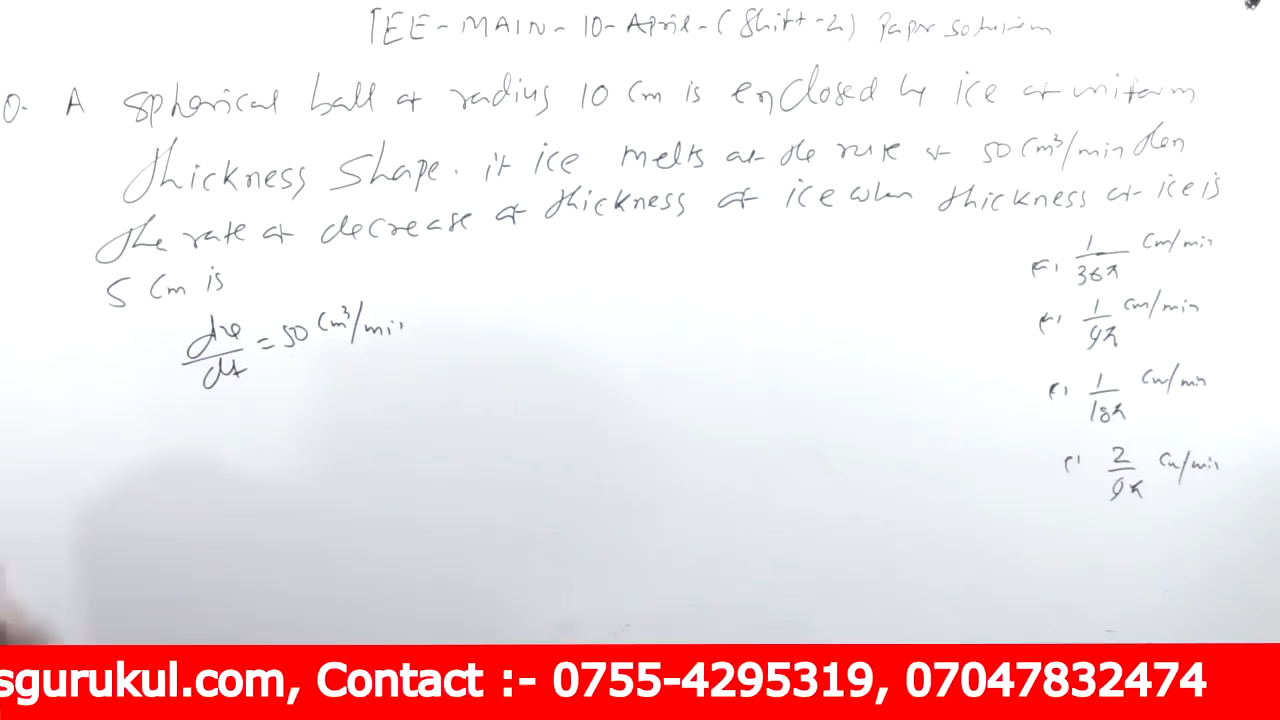 JEE-MAIN-10-April-(Shift-2) Paper solution
Q. A spherical ball of radius 10 cm is enclosed by ice of uniform
thickness shape. if ice melts at the rate of 50 cm³/min then
the rate of decrease of thickness of ice when thickness of ice is
5 cm is
1/36π cm/min
1/9π cm/min
1/18π cm/min
2/9π cm/min
dv/dt = 50 cm³/min
sgurukul.com, Contact :- 0755-4295319, 07047832474